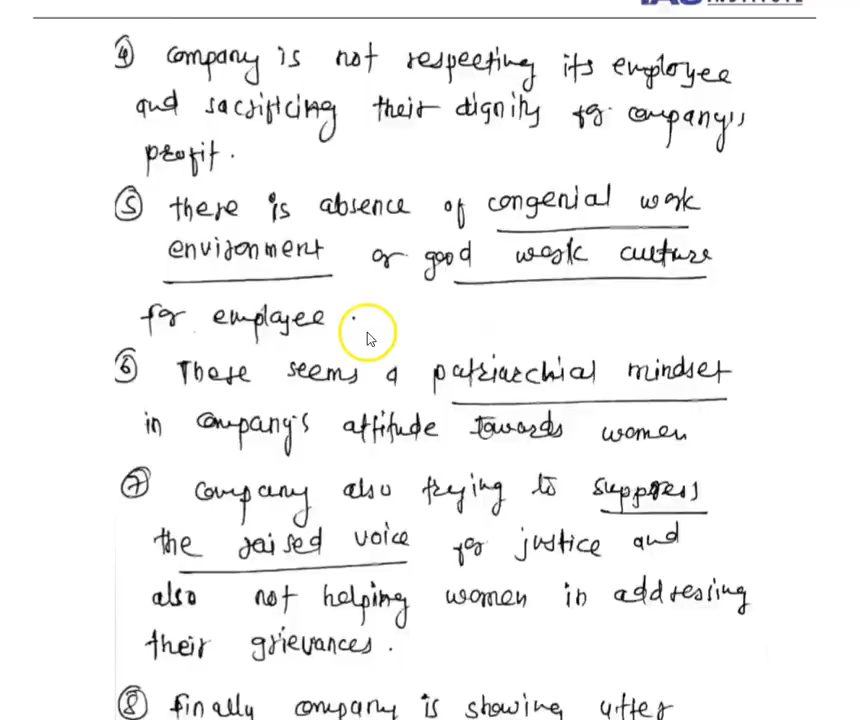 ④ company is not respecting its employee
and sacrificing their dignity for company's
profit.
⑤ there is absence of congenial work
environment or good work culture
for employee.
⑥ There seems a patriarchial mindset
in company's attitude towards women
⑦ company also trying to suppress
the raised voice for justice and
also not helping women in addressing
their grievances.
⑧ finally company is showing utter